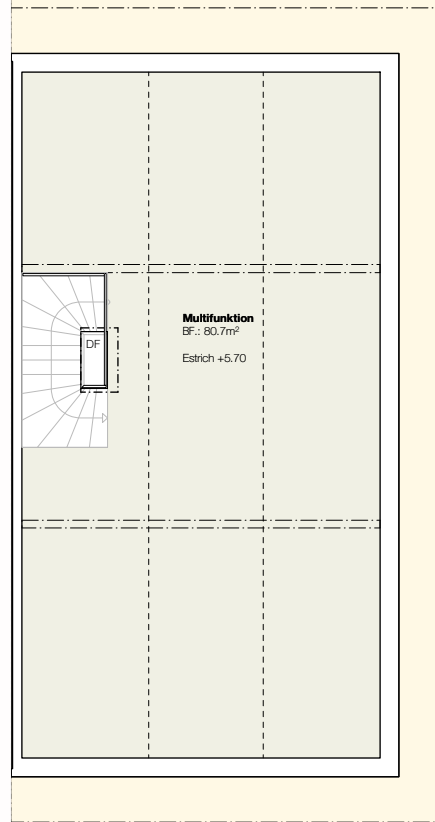 Multifunktion
BF.: 80.7m²
Estrich +5.70
DF